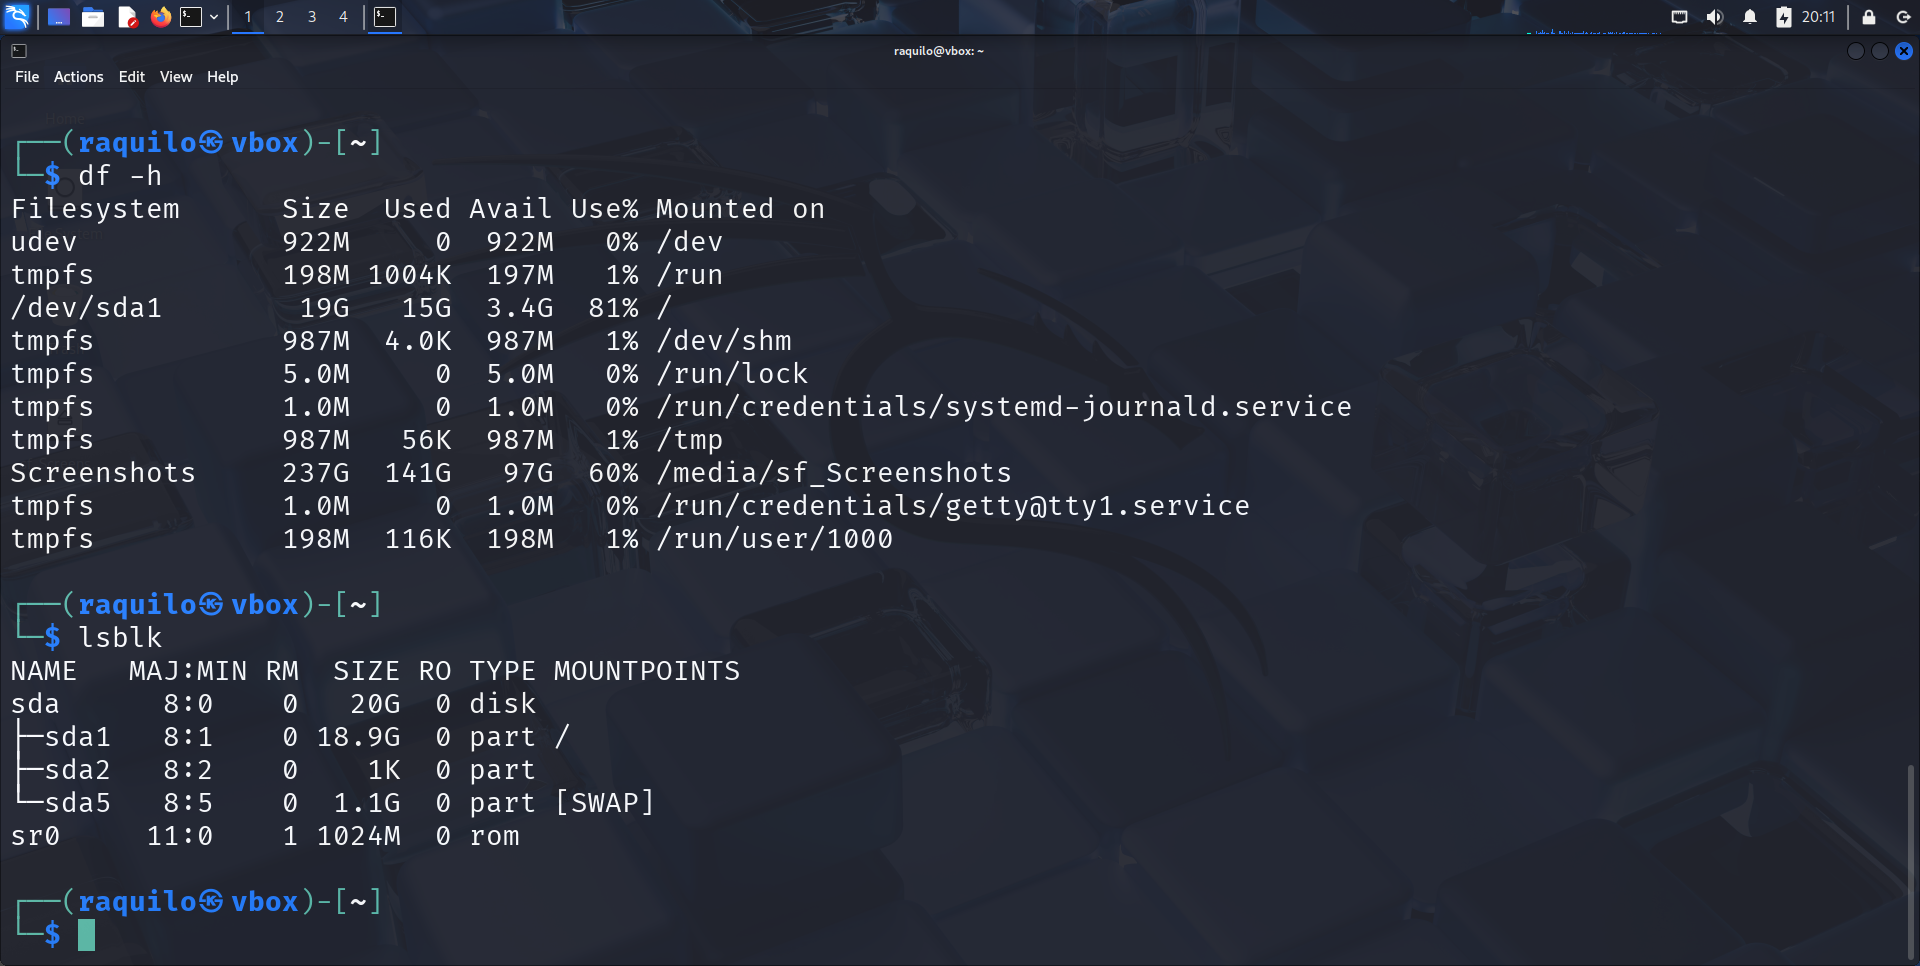 1 2 3 4 20:11
raquilo@vbox: ~
File Actions Edit View Help
┌──(raquilo㉿vbox)-[~]
└─$ df -h
Filesystem      Size  Used Avail Use% Mounted on
udev            922M     0  922M   0% /dev
tmpfs           198M 1004K  197M   1% /run
/dev/sda1        19G   15G  3.4G  81% /
tmpfs           987M  4.0K  987M   1% /dev/shm
tmpfs           5.0M     0  5.0M   0% /run/lock
tmpfs           1.0M     0  1.0M   0% /run/credentials/systemd-journald.service
tmpfs           987M   56K  987M   1% /tmp
Screenshots     237G  141G   97G  60% /media/sf_Screenshots
tmpfs           1.0M     0  1.0M   0% /run/credentials/getty@tty1.service
tmpfs           198M  116K  198M   1% /run/user/1000
┌──(raquilo㉿vbox)-[~]
└─$ lsblk
NAME   MAJ:MIN RM   SIZE RO TYPE MOUNTPOINTS
sda      8:0    0    20G  0 disk
├─sda1   8:1    0 18.9G  0 part /
├─sda2   8:2    0     1K  0 part
└─sda5   8:5    0   1.1G  0 part [SWAP]
sr0     11:0    1 1024M  0 rom
┌──(raquilo㉿vbox)-[~]
└─$